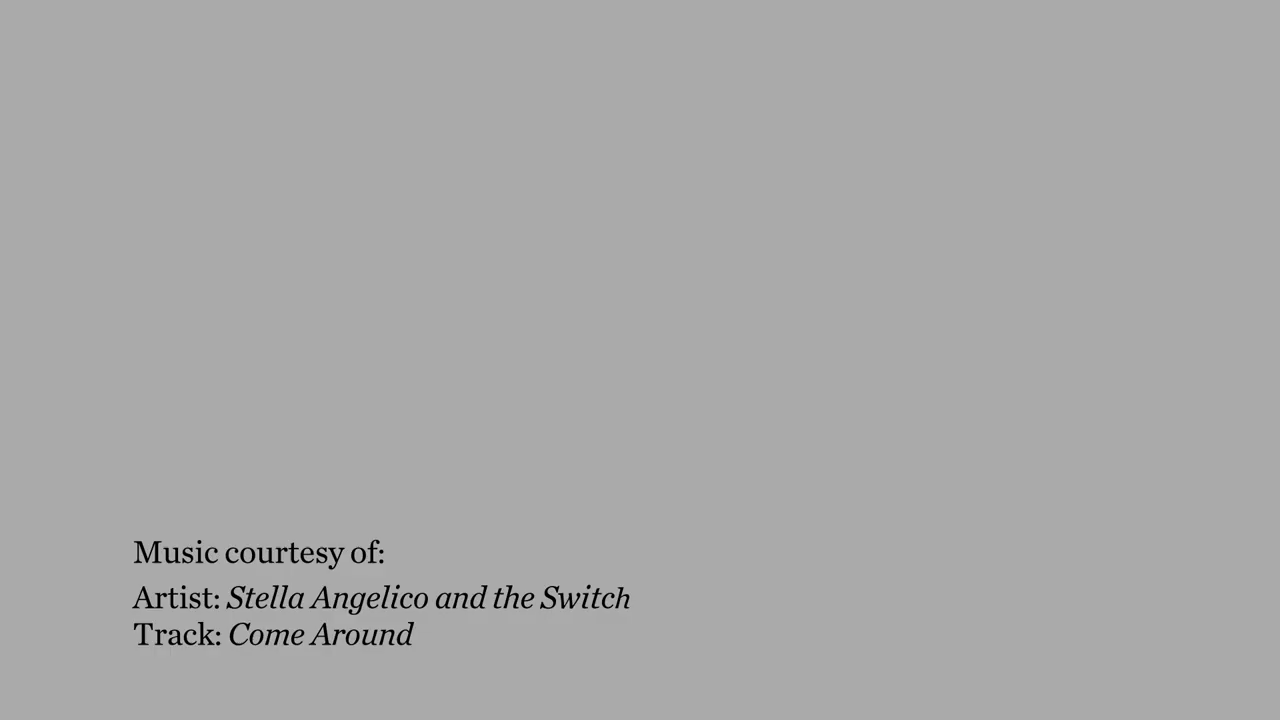 Music courtesy of:
Artist: Stella Angelico and the Switch
Track: Come Around